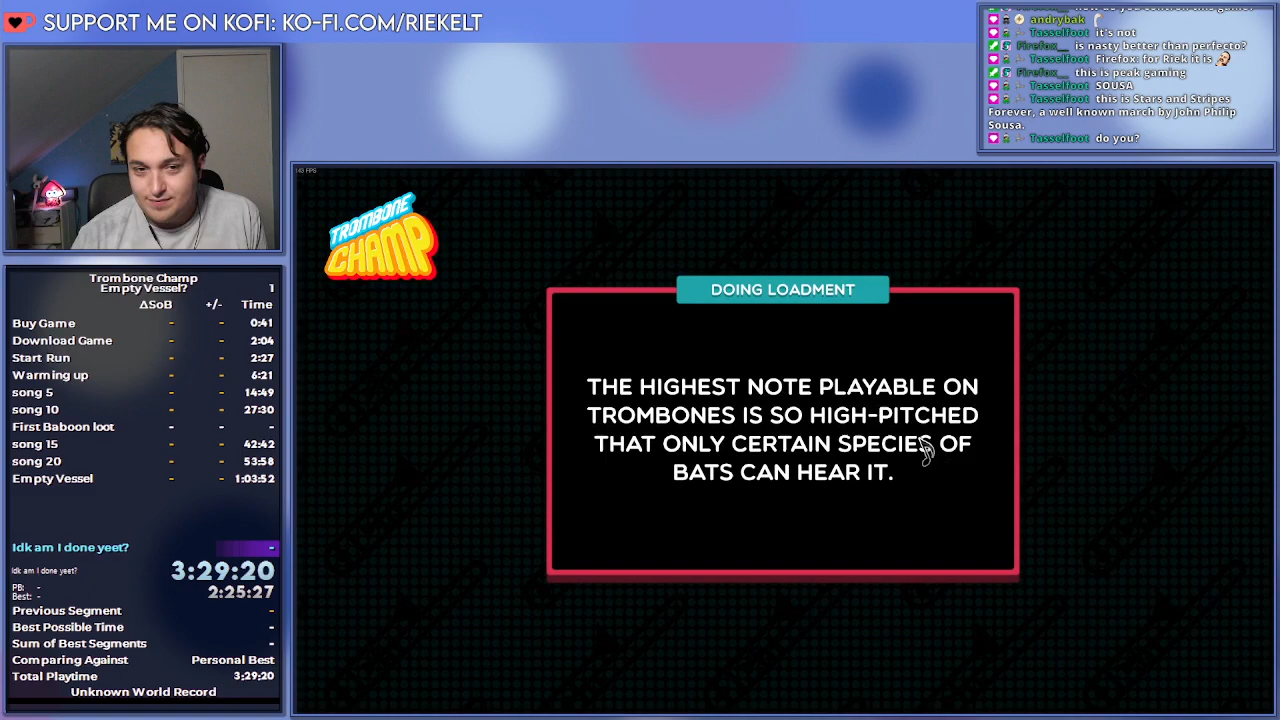 SUPPORT ME ON KOFI: KO-FI.COM/RIEKELT
andrybak
Tasselfoot it's not
Firefox__ is nasty better than perfecto?
Tasselfoot Firefox: for Riek it is
Firefox__ this is peak gaming
Tasselfoot SOUSA
Tasselfoot this is Stars and Stripes
Forever, a well known march by John Philip
Sousa.
Tasselfoot do you?
143 FPS
TROMBONE
CHAMP
DOING LOADMENT
THE HIGHEST NOTE PLAYABLE ON
TROMBONES IS SO HIGH-PITCHED
THAT ONLY CERTAIN SPECIES OF
BATS CAN HEAR IT.
Trombone Champ
Empty Vessel? 1
ΔSoB +/- Time
Buy Game - - 0:41
Download Game - - 2:04
Start Run - - 2:27
Warming up - - 6:21
song 5 - - 14:49
song 10 - - 27:30
First Baboon loot - - -
song 15 - - 42:42
song 20 - - 53:58
Empty Vessel - - 1:03:52
Idk am I done yeet? -
Idk am I done yeet? 3:29:20
PB: -
Best: - 2:25:27
Previous Segment -
Best Possible Time -
Sum of Best Segments -
Comparing Against Personal Best
Total Playtime 3:29:20
Unknown World Record